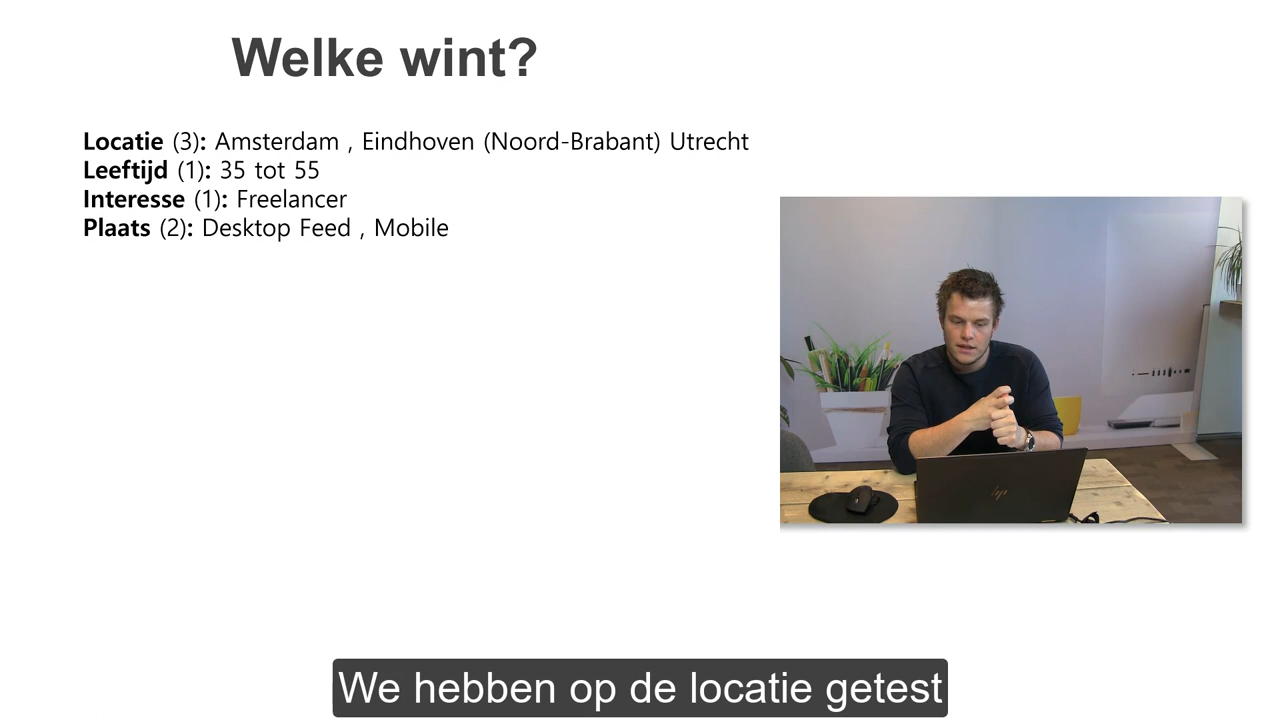 Welke wint?
Locatie (3): Amsterdam , Eindhoven (Noord-Brabant) Utrecht
Leeftijd (1): 35 tot 55
Interesse (1): Freelancer
Plaats (2): Desktop Feed , Mobile
hp
We hebben op de locatie getest